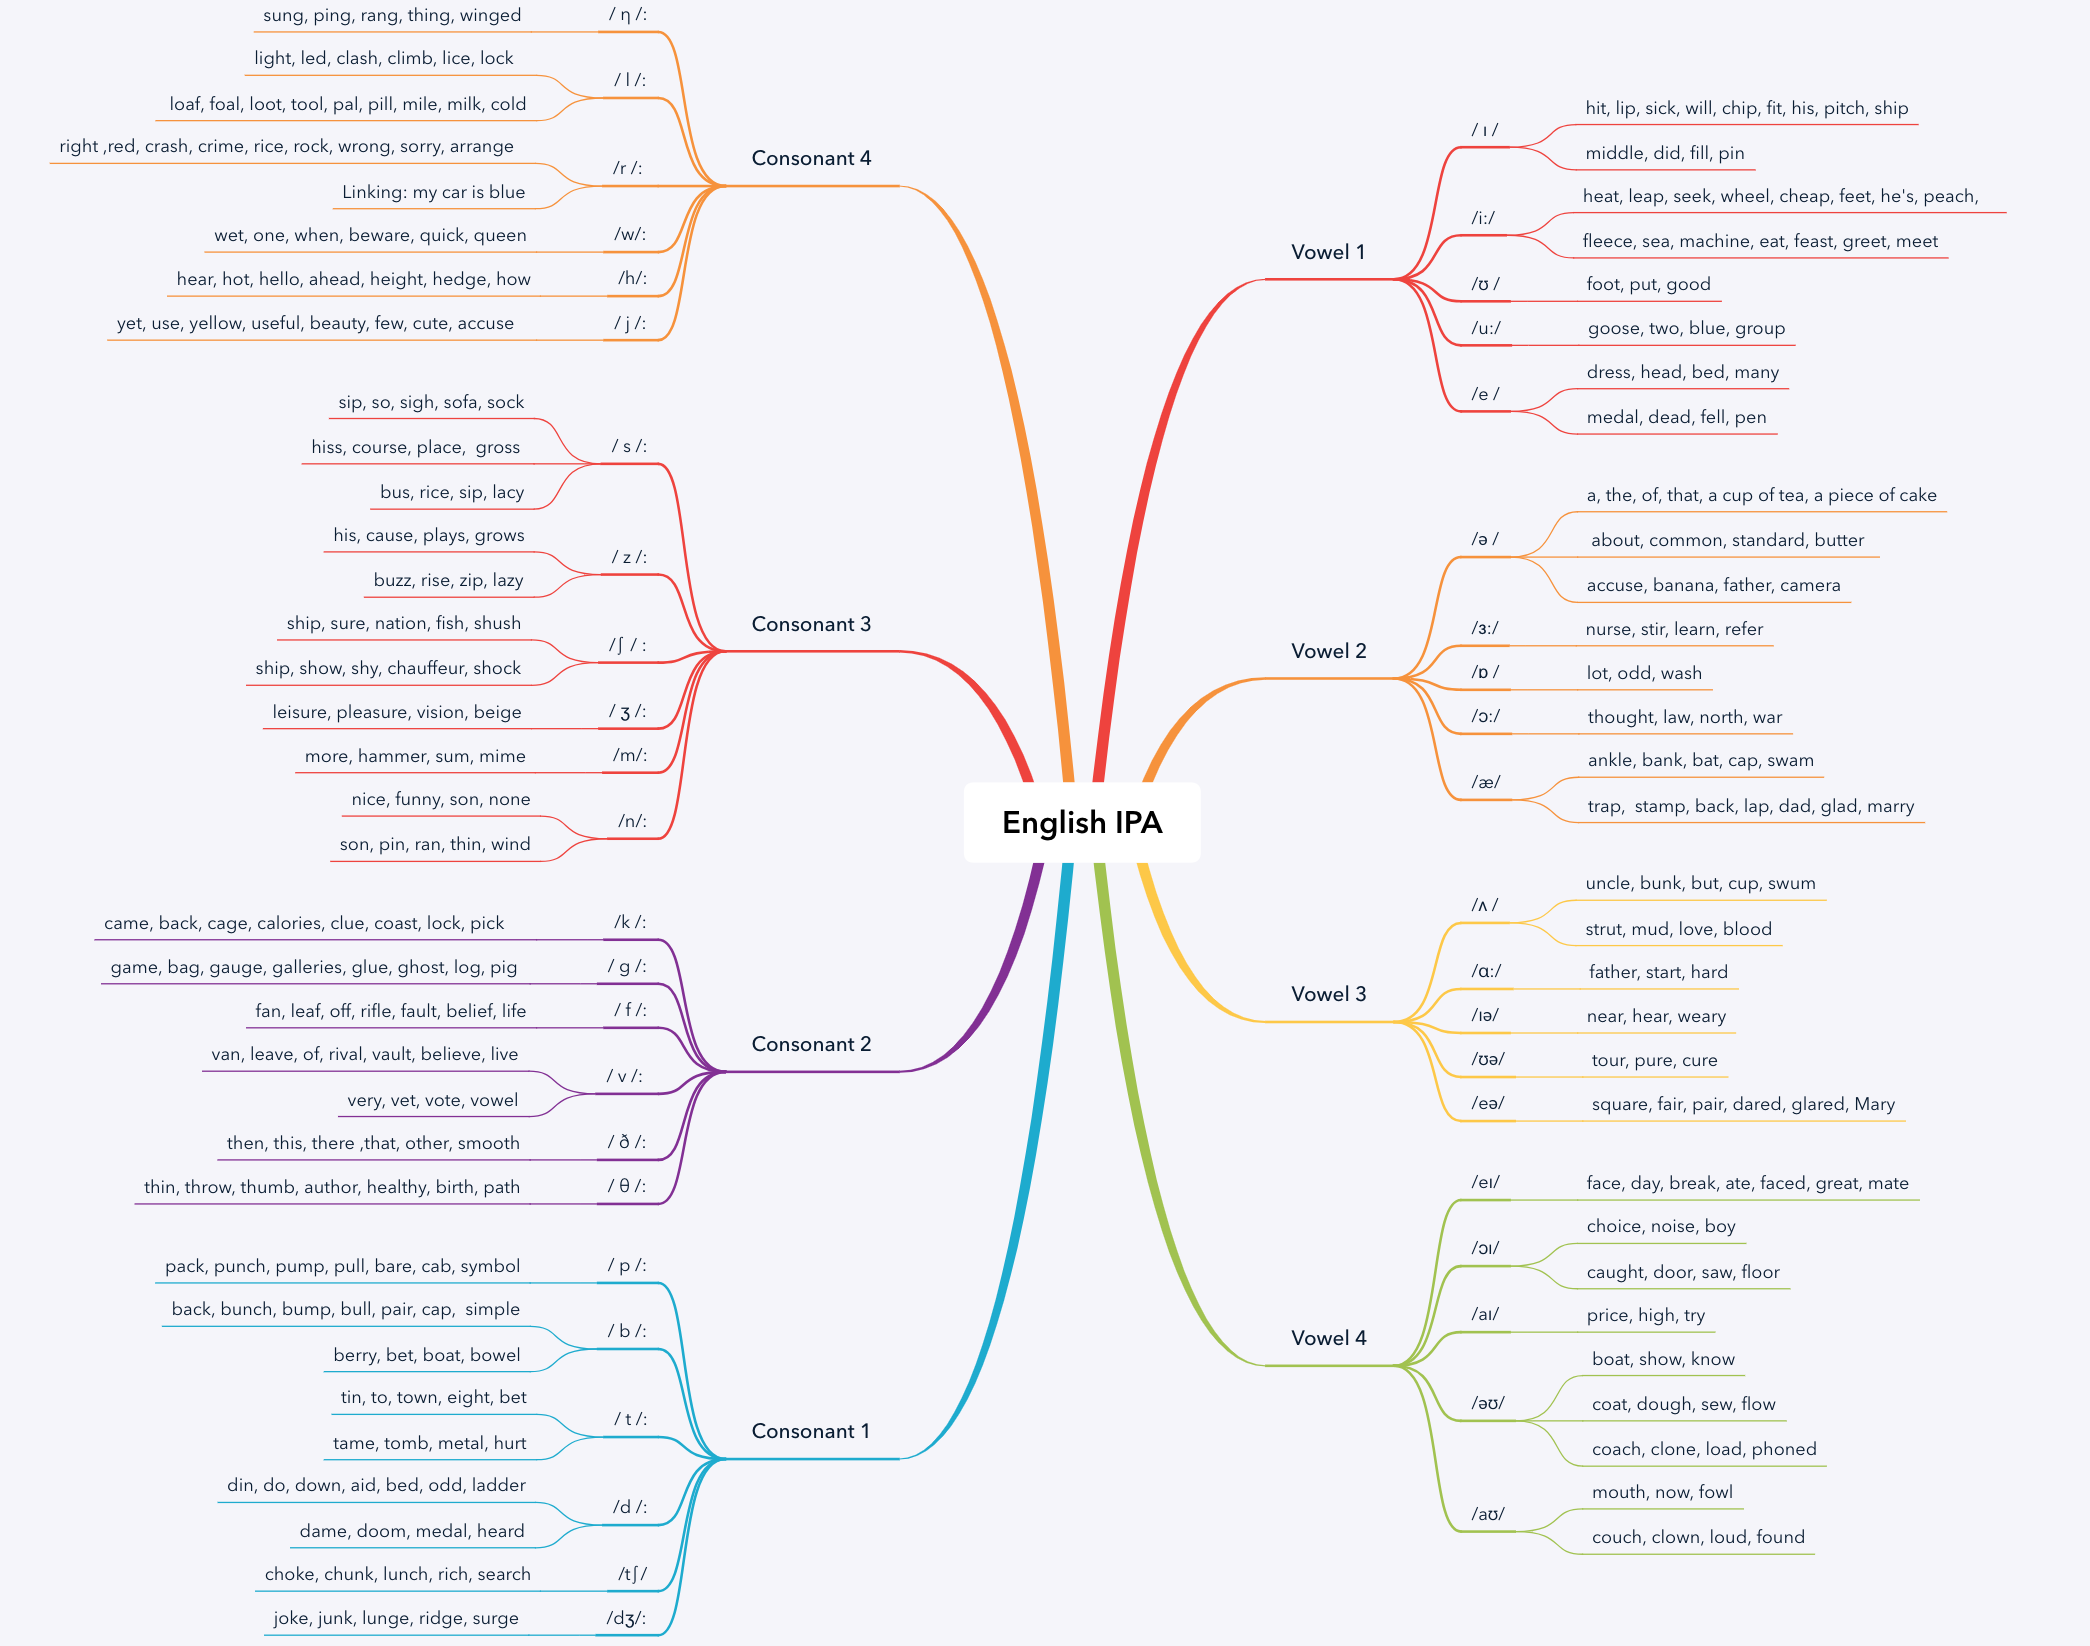 English IPA
Vowel 1
/ ɪ /
hit, lip, sick, will, chip, fit, his, pitch, ship
middle, did, fill, pin
/i:/
heat, leap, seek, wheel, cheap, feet, he's, peach,
fleece, sea, machine, eat, feast, greet, meet
/ʊ /
foot, put, good
/u:/
goose, two, blue, group
/e /
dress, head, bed, many
medal, dead, fell, pen
Vowel 2
/ə /
a, the, of, that, a cup of tea, a piece of cake
about, common, standard, butter
accuse, banana, father, camera
/ɜ:/
nurse, stir, learn, refer
/ɒ /
lot, odd, wash
/ɔ:/
thought, law, north, war
/æ/
ankle, bank, bat, cap, swam
trap,  stamp, back, lap, dad, glad, marry
Vowel 3
/ʌ /
uncle, bunk, but, cup, swum
strut, mud, love, blood
/ɑ:/
father, start, hard
/ɪə/
near, hear, weary
/ʊə/
tour, pure, cure
/eə/
square, fair, pair, dared, glared, Mary
Vowel 4
/eɪ/
face, day, break, ate, faced, great, mate
/ɔɪ/
choice, noise, boy
caught, door, saw, floor
/aɪ/
price, high, try
/əʊ/
boat, show, know
coat, dough, sew, flow
coach, clone, load, phoned
/aʊ/
mouth, now, fowl
couch, clown, loud, found
Consonant 4
/ η /:
sung, ping, rang, thing, winged
/ l /:
light, led, clash, climb, lice, lock
loaf, foal, loot, tool, pal, pill, mile, milk, cold
/r /:
right ,red, crash, crime, rice, rock, wrong, sorry, arrange
Linking: my car is blue
/w/:
wet, one, when, beware, quick, queen
/h/:
hear, hot, hello, ahead, height, hedge, how
/ j /:
yet, use, yellow, useful, beauty, few, cute, accuse
Consonant 3
/ s /:
sip, so, sigh, sofa, sock
hiss, course, place,  gross
bus, rice, sip, lacy
/ z /:
his, cause, plays, grows
buzz, rise, zip, lazy
/ʃ / :
ship, sure, nation, fish, shush
ship, show, shy, chauffeur, shock
/ ʒ /:
leisure, pleasure, vision, beige
/m/:
more, hammer, sum, mime
/n/:
nice, funny, son, none
son, pin, ran, thin, wind
Consonant 2
/k /:
came, back, cage, calories, clue, coast, lock, pick
/ g /:
game, bag, gauge, galleries, glue, ghost, log, pig
/ f /:
fan, leaf, off, rifle, fault, belief, life
/ v /:
van, leave, of, rival, vault, believe, live
very, vet, vote, vowel
/ ð /:
then, this, there ,that, other, smooth
/ θ /:
thin, throw, thumb, author, healthy, birth, path
Consonant 1
/ p /:
pack, punch, pump, pull, bare, cab, symbol
/ b /:
back, bunch, bump, bull, pair, cap,  simple
berry, bet, boat, bowel
/ t /:
tin, to, town, eight, bet
tame, tomb, metal, hurt
/d /:
din, do, down, aid, bed, odd, ladder
dame, doom, medal, heard
/tʃ/
choke, chunk, lunch, rich, search
/dʒ/:
joke, junk, lunge, ridge, surge